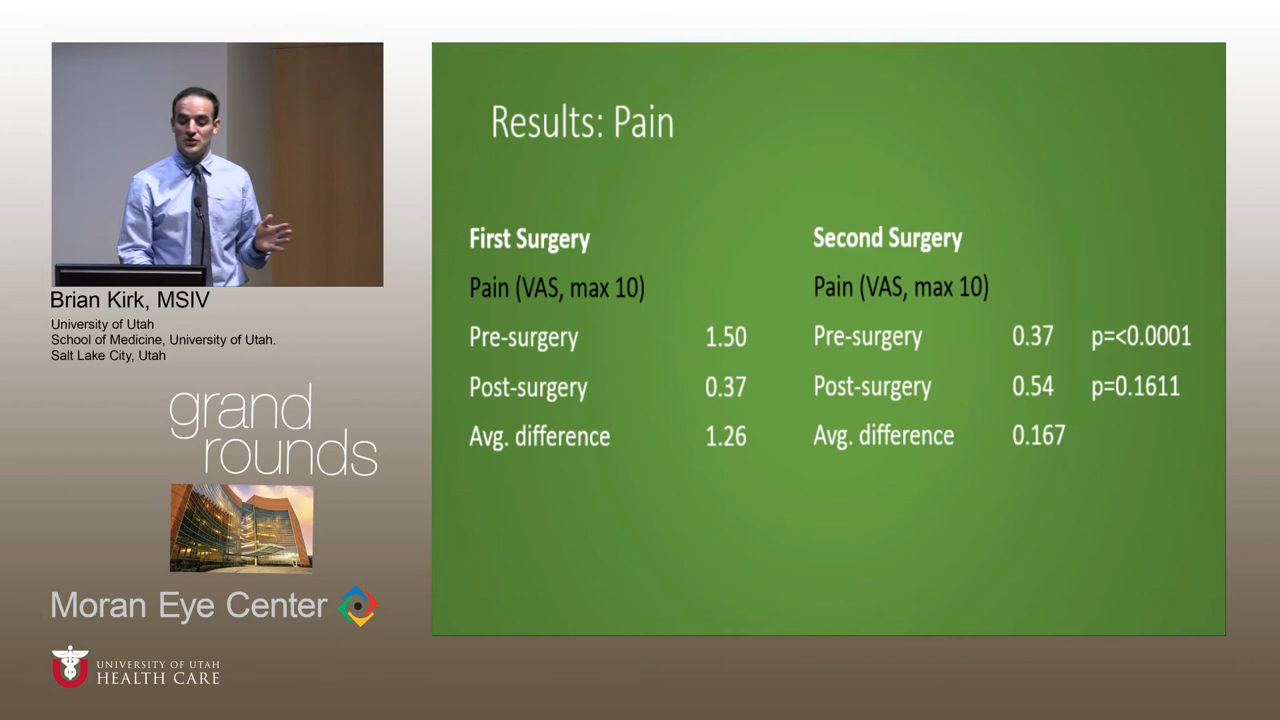 Brian Kirk, MSIV
University of Utah
School of Medicine, University of Utah.
Salt Lake City, Utah
grand
rounds
Moran Eye Center
UNIVERSITY OF UTAH
HEALTH CARE
Results: Pain
First Surgery
Pain (VAS, max 10)
Pre-surgery 1.50
Post-surgery 0.37
Avg. difference 1.26
Second Surgery
Pain (VAS, max 10)
Pre-surgery 0.37 p=<0.0001
Post-surgery 0.54 p=0.1611
Avg. difference 0.167